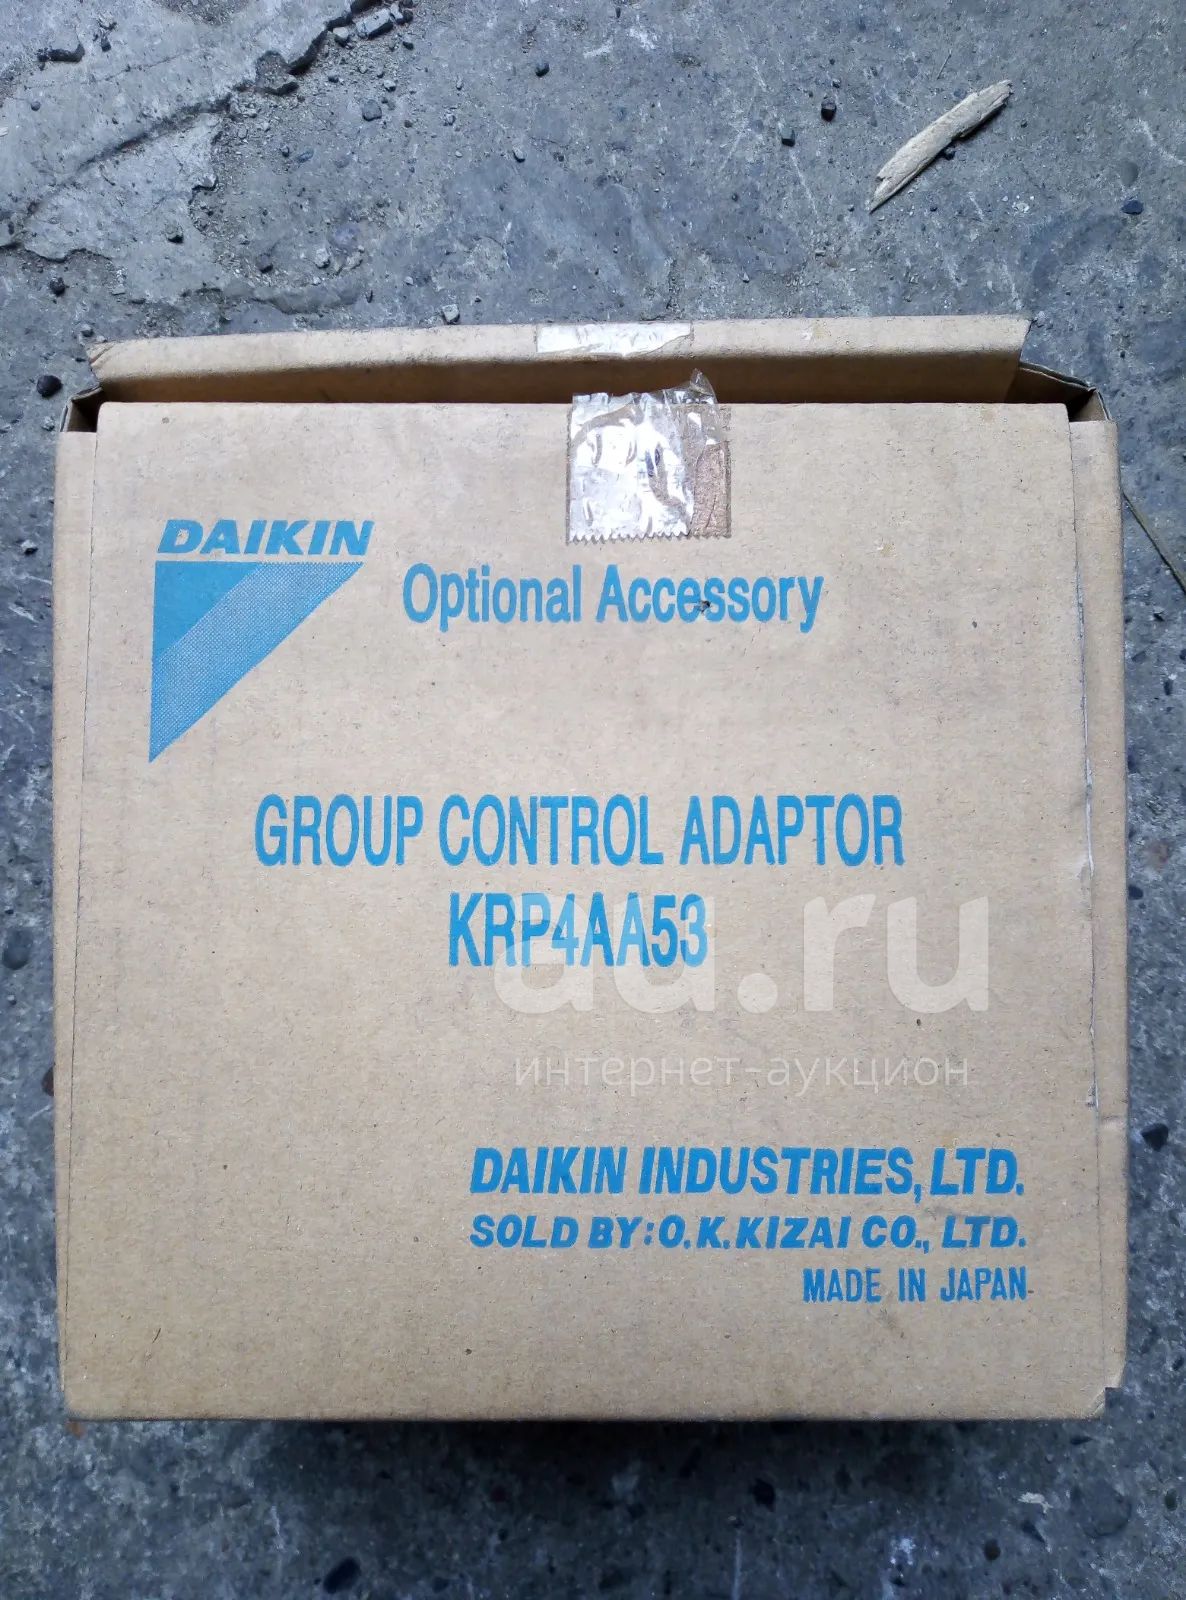 DAIKIN
Optional Accessory
GROUP CONTROL ADAPTOR
KRP4AA53
au.ru
интернет-аукцион
DAIKIN INDUSTRIES, LTD.
SOLD BY: O.K. KIZAI CO., LTD.
MADE IN JAPAN